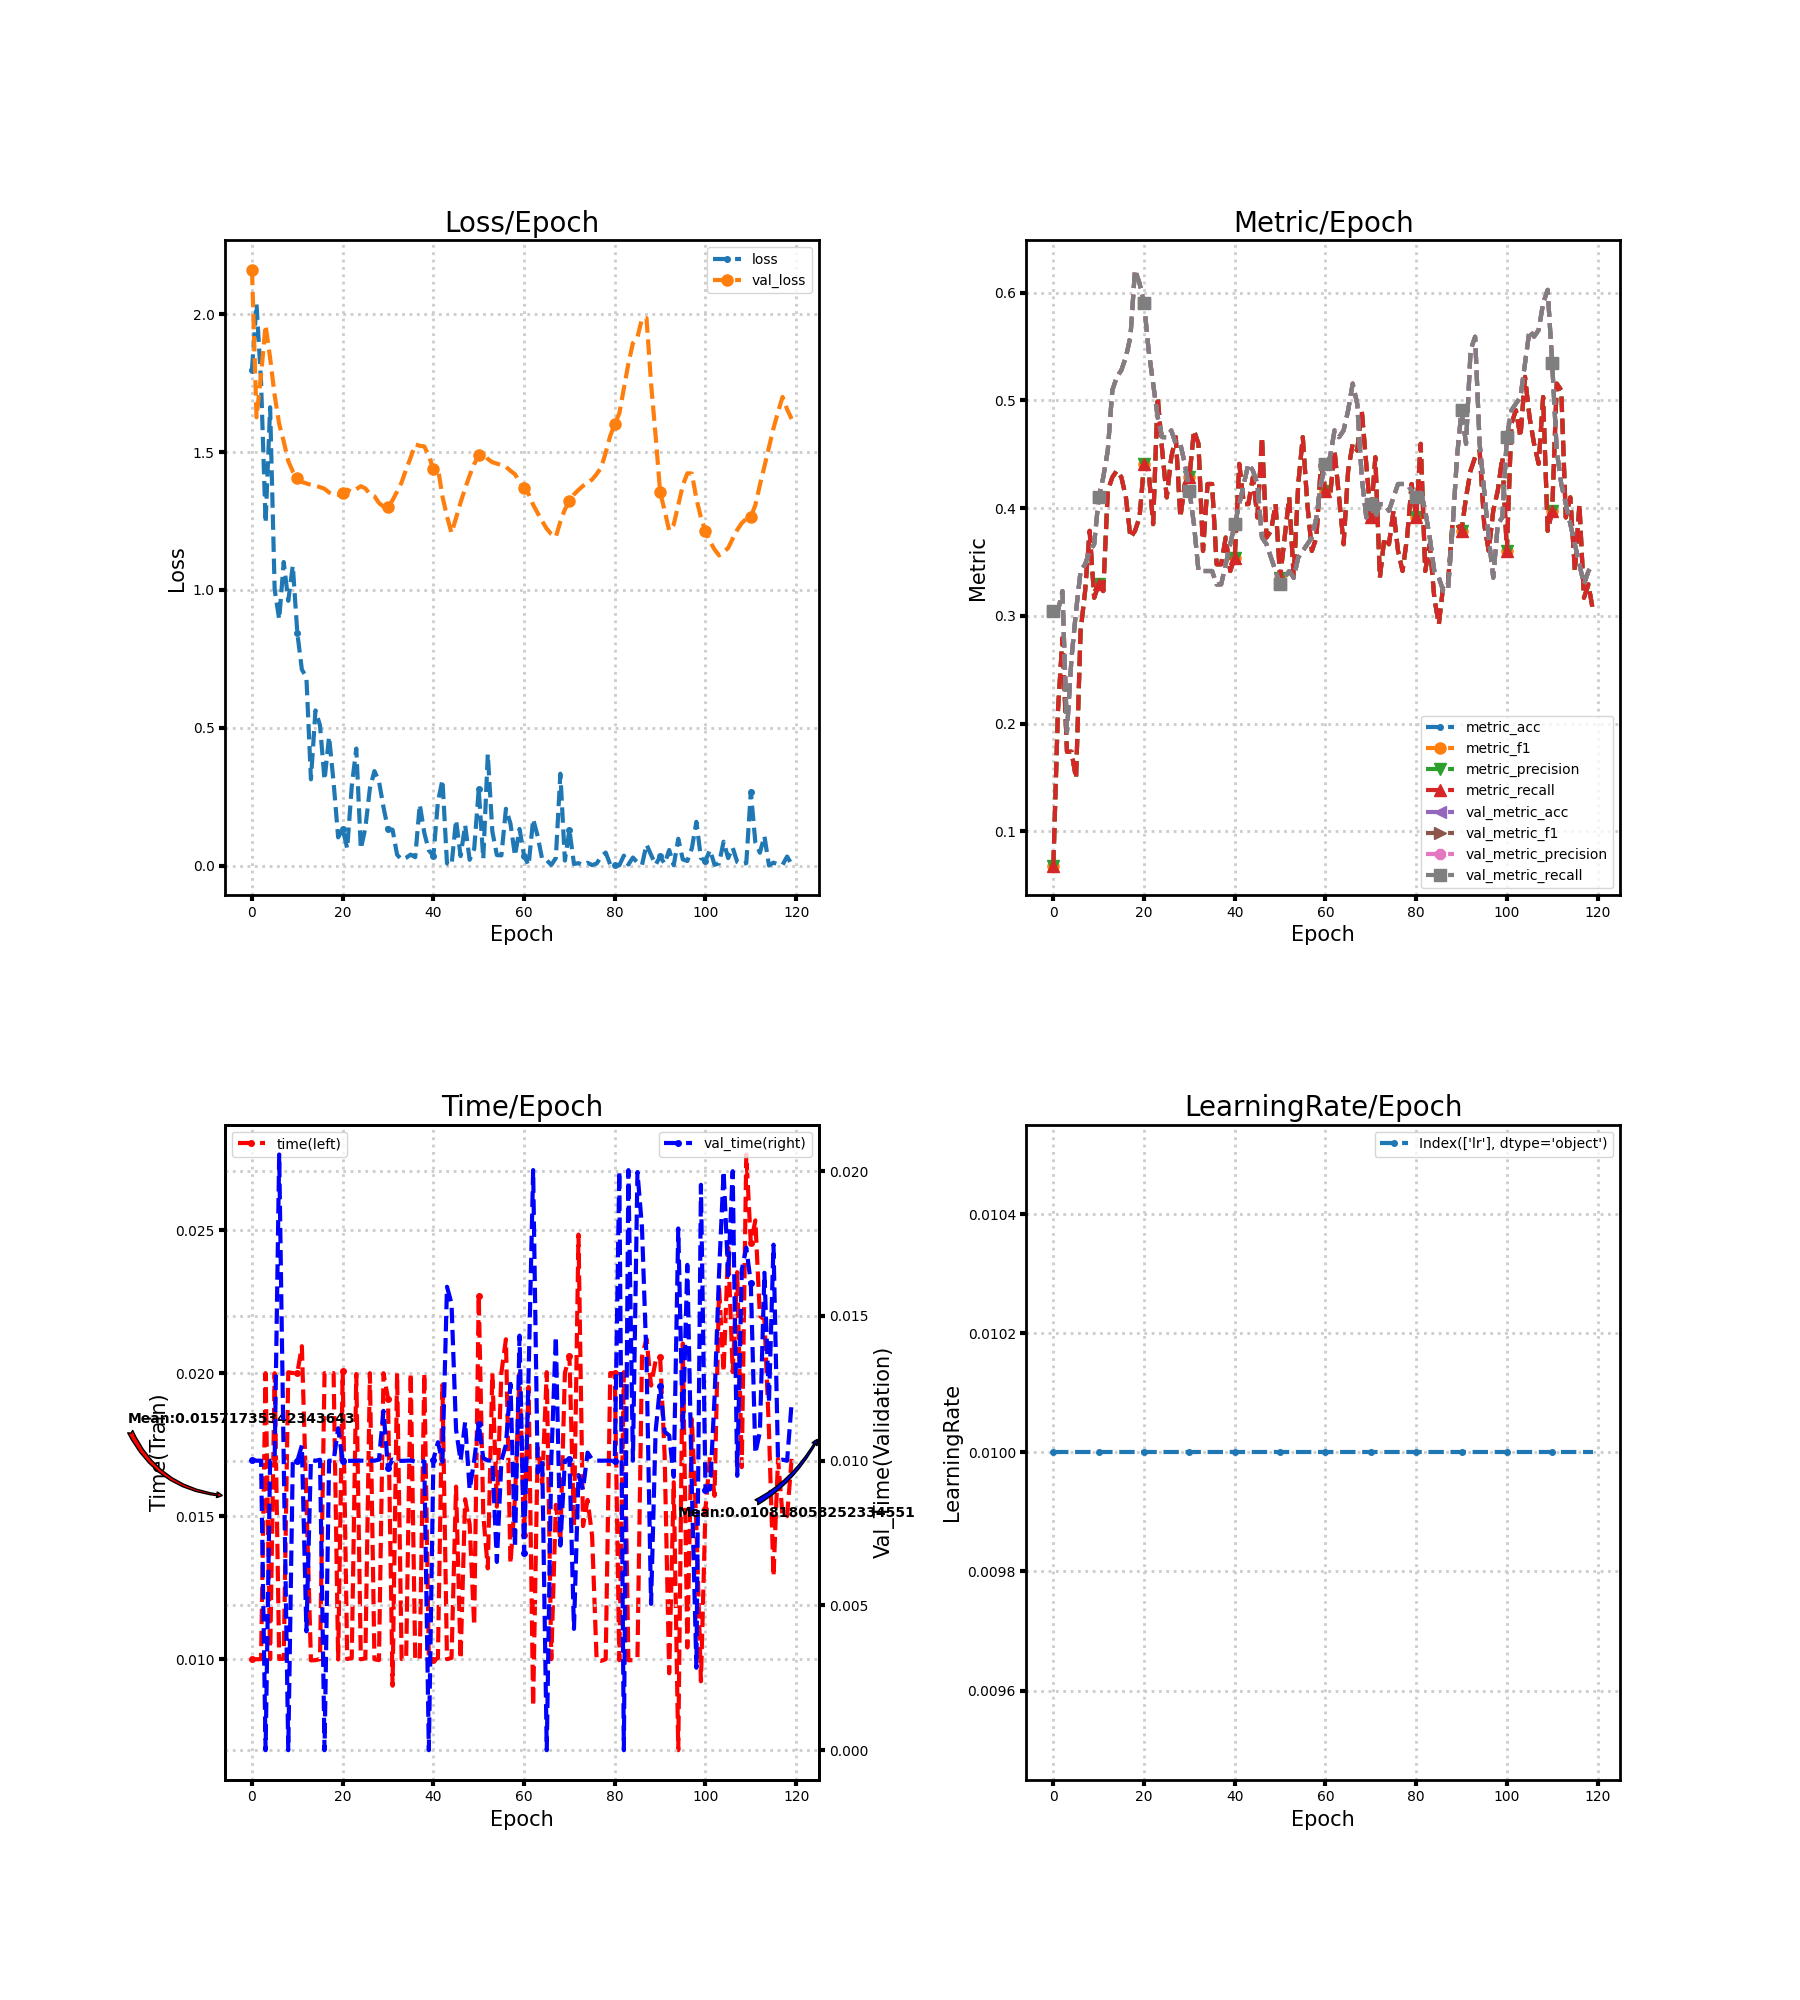 Loss/Epoch
loss
val_loss
2.0
1.5
1.0
0.5
0.0
Loss
0
20
40
60
80
100
120
Epoch
Metric/Epoch
0.6
0.5
0.4
0.3
0.2
0.1
Metric
metric_acc
metric_f1
metric_precision
metric_recall
val_metric_acc
val_metric_f1
val_metric_precision
val_metric_recall
0
20
40
60
80
100
120
Epoch
Time/Epoch
time(left)
val_time(right)
0.025
0.020
0.015
0.010
Time(Train)
Mean:0.01571735342343643
0.020
0.015
0.010
0.005
0.000
Val_Time(Validation)
0
20
40
60
80
100
120
Epoch
LearningRate/Epoch
Index(['lr'], dtype='object')
0.0104
0.0102
0.0100
0.0098
0.0096
LearningRate
0
20
40
60
80
100
120
Epoch